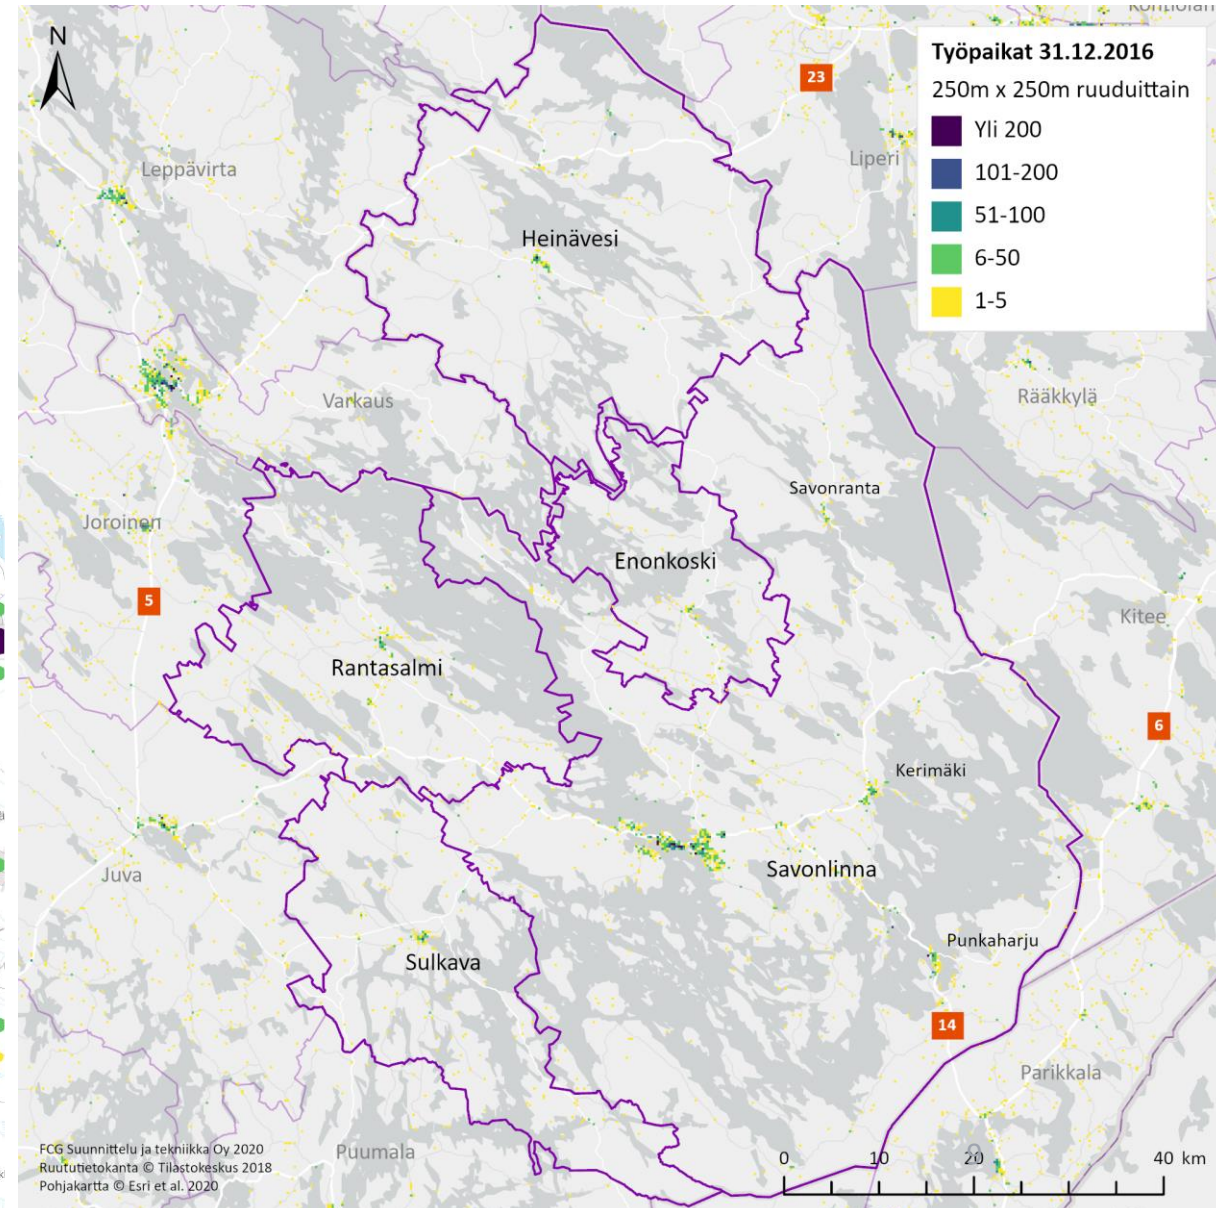 Kontiolah
N
Työpaikat 31.12.2016
250m x 250m ruuduittain
Yli 200
101-200
51-100
6-50
1-5
23
Liperi
Leppävirta
Heinävesi
Varkaus
Rääkkylä
Savonranta
Joroinen
Enonkoski
5
Kitee
Rantasalmi
6
Kerimäki
Savonlinna
Juva
Punkaharju
Sulkava
14
Parikkala
Puumala
FCG Suunnittelu ja tekniikka Oy 2020
Ruututietokanta © Tilastokeskus 2018
Pohjakartta © Esri et al. 2020
0 10 20 40 km